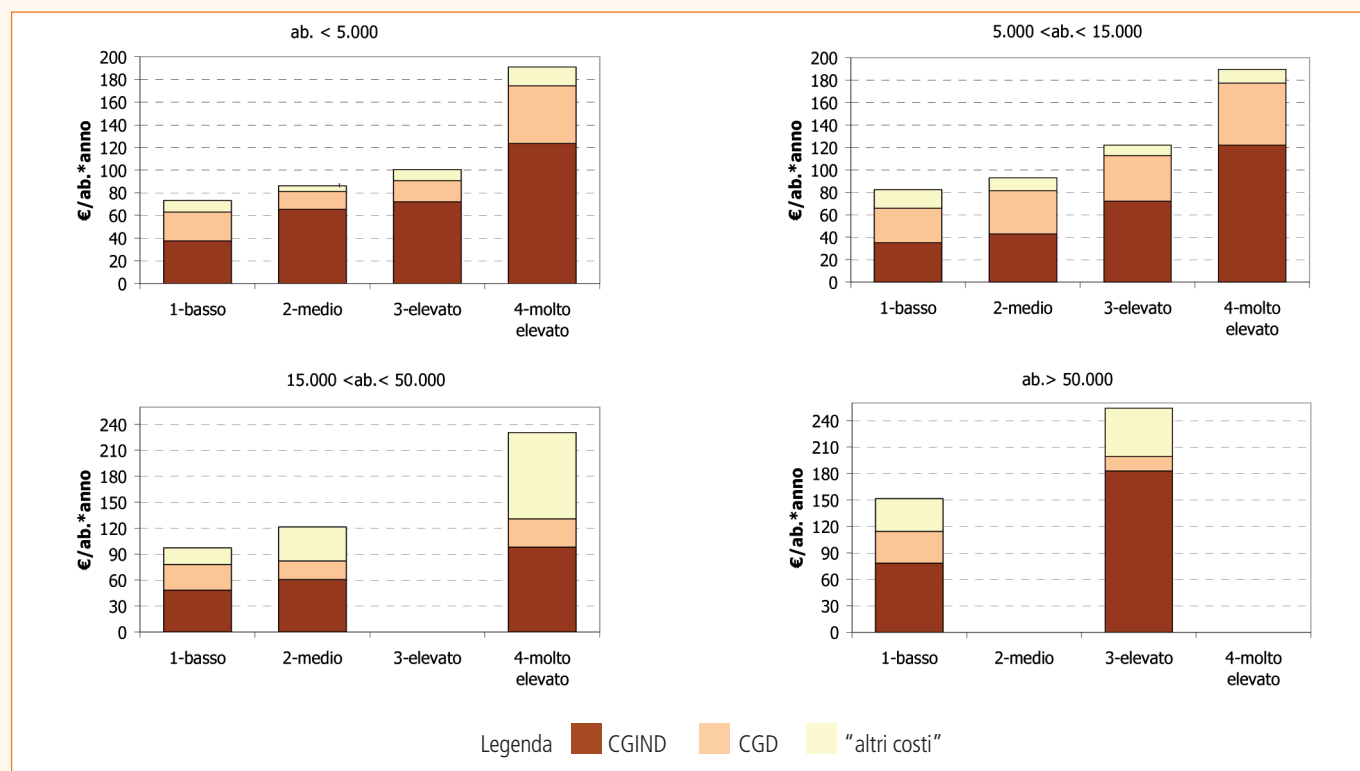 ab. < 5.000
€/ab.*anno
200
180
160
140
120
100
80
60
40
20
0
1-basso 2-medio 3-elevato 4-molto
elevato
5.000 <ab.< 15.000
€/ab.*anno
200
180
160
140
120
100
80
60
40
20
0
1-basso 2-medio 3-elevato 4-molto
elevato
15.000 <ab.< 50.000
€/ab.*anno
240
210
180
150
120
90
60
30
0
1-basso 2-medio 3-elevato 4-molto
elevato
ab.> 50.000
€/ab.*anno
240
210
180
150
120
90
60
30
0
1-basso 2-medio 3-elevato 4-molto
elevato
Legenda CGIND CGD “altri costi”